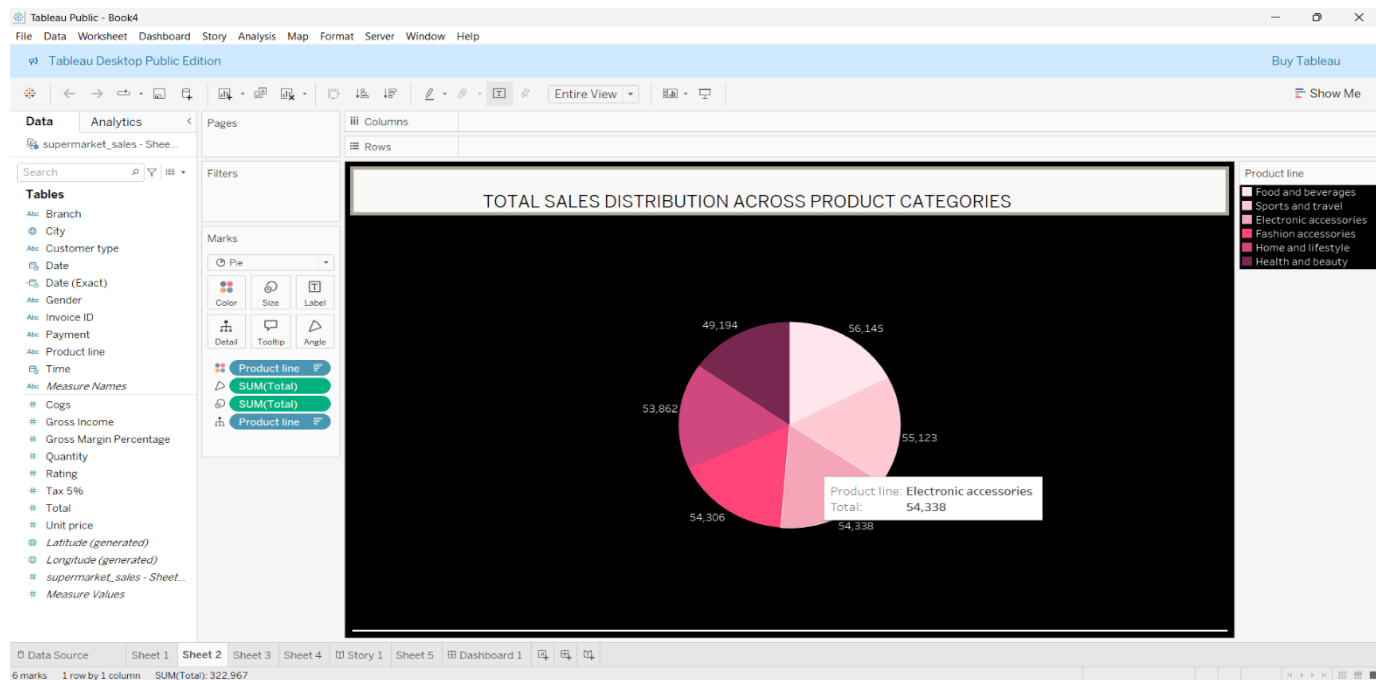 Tableau Public - Book4
File Data Worksheet Dashboard Story Analysis Map Format Server Window Help
Tableau Desktop Public Edition
Buy Tableau
Entire View
Show Me
Data Analytics
supermarket_sales - Shee...
Search
Tables
Abc Branch
City
Abc Customer type
Date
Date (Exact)
Abc Gender
Abc Invoice ID
Abc Payment
Abc Product line
Time
Abc Measure Names
# Cogs
# Gross Income
# Gross Margin Percentage
# Quantity
# Rating
# Tax 5%
# Total
# Unit price
Latitude (generated)
Longitude (generated)
# supermarket_sales - Sheet...
# Measure Values
Pages
Filters
Marks
Pie
Color Size Label
Detail Tooltip Angle
Product line
SUM(Total)
SUM(Total)
Product line
Columns
Rows
TOTAL SALES DISTRIBUTION ACROSS PRODUCT CATEGORIES
49,194
56,145
53,862
55,123
54,306
54,338
Product line: Electronic accessories
Total: 54,338
Product line
Food and beverages
Sports and travel
Electronic accessories
Fashion accessories
Home and lifestyle
Health and beauty
Data Source Sheet 1 Sheet 2 Sheet 3 Sheet 4 Story 1 Sheet 5 Dashboard 1
6 marks 1 row by 1 column SUM(Total): 322,967